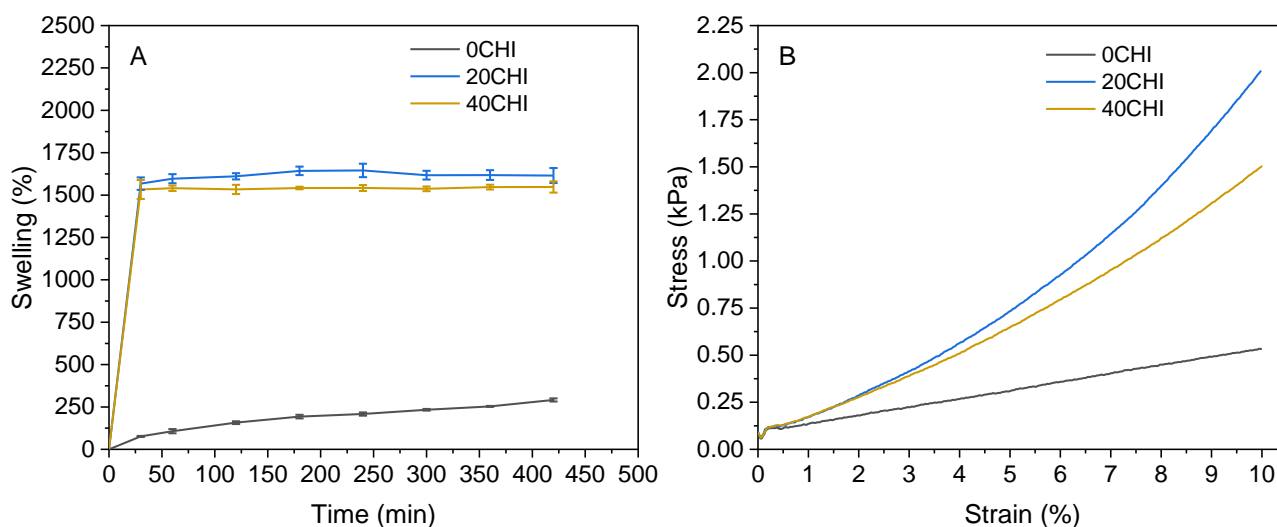 A
0CHI
20CHI
40CHI
2500
2250
2000
1750
1500
1250
1000
750
500
250
0
Swelling (%)
0 50 100 150 200 250 300 350 400 450 500
Time (min)
B
0CHI
20CHI
40CHI
2.25
2.00
1.75
1.50
1.25
1.00
0.75
0.50
0.25
0.00
Stress (kPa)
0 1 2 3 4 5 6 7 8 9 10
Strain (%)